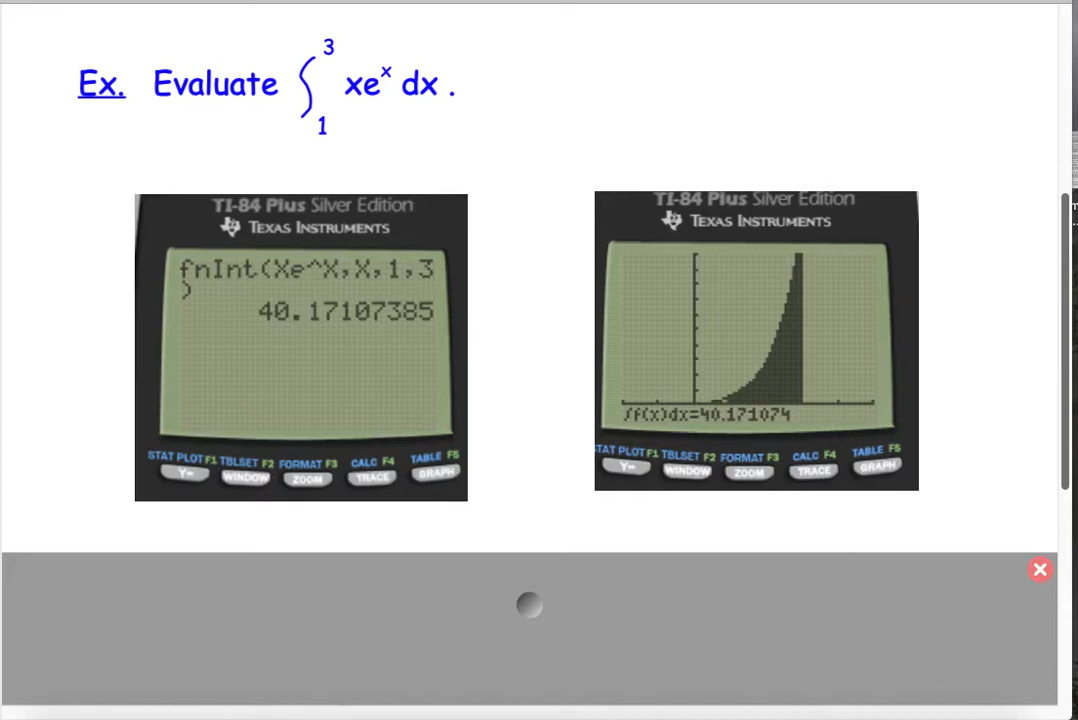 Ex. Evaluate ∫₁³ xeˣ dx .
TI-84 Plus Silver Edition
TEXAS INSTRUMENTS
fnInt(Xe^X,X,1,3
)
40.17107385
STAT PLOT F1 TBLSET F2 FORMAT F3 CALC F4 TABLE F5
Y= WINDOW ZOOM TRACE GRAPH
TI-84 Plus Silver Edition
TEXAS INSTRUMENTS
∫f(x)dx=40.171074
STAT PLOT F1 TBLSET F2 FORMAT F3 CALC F4 TABLE F5
Y= WINDOW ZOOM TRACE GRAPH